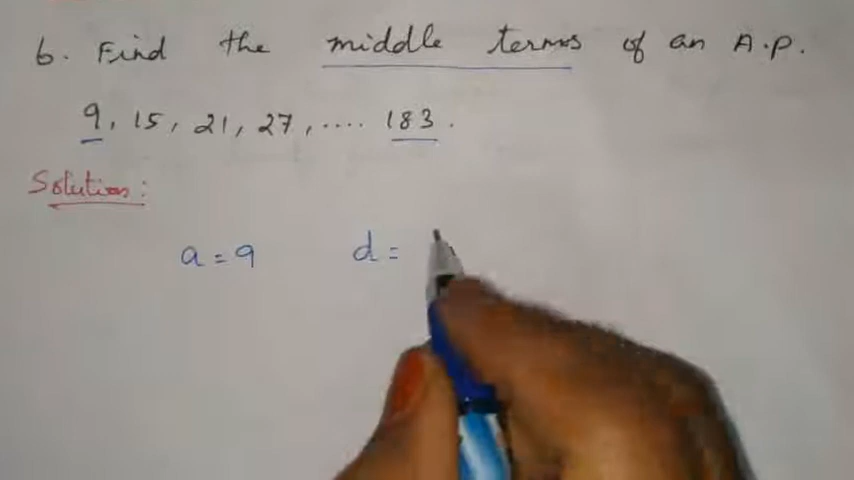 6. Find the middle terms of an A.P.
9, 15, 21, 27, .... 183.
Solution:
a = 9 d =